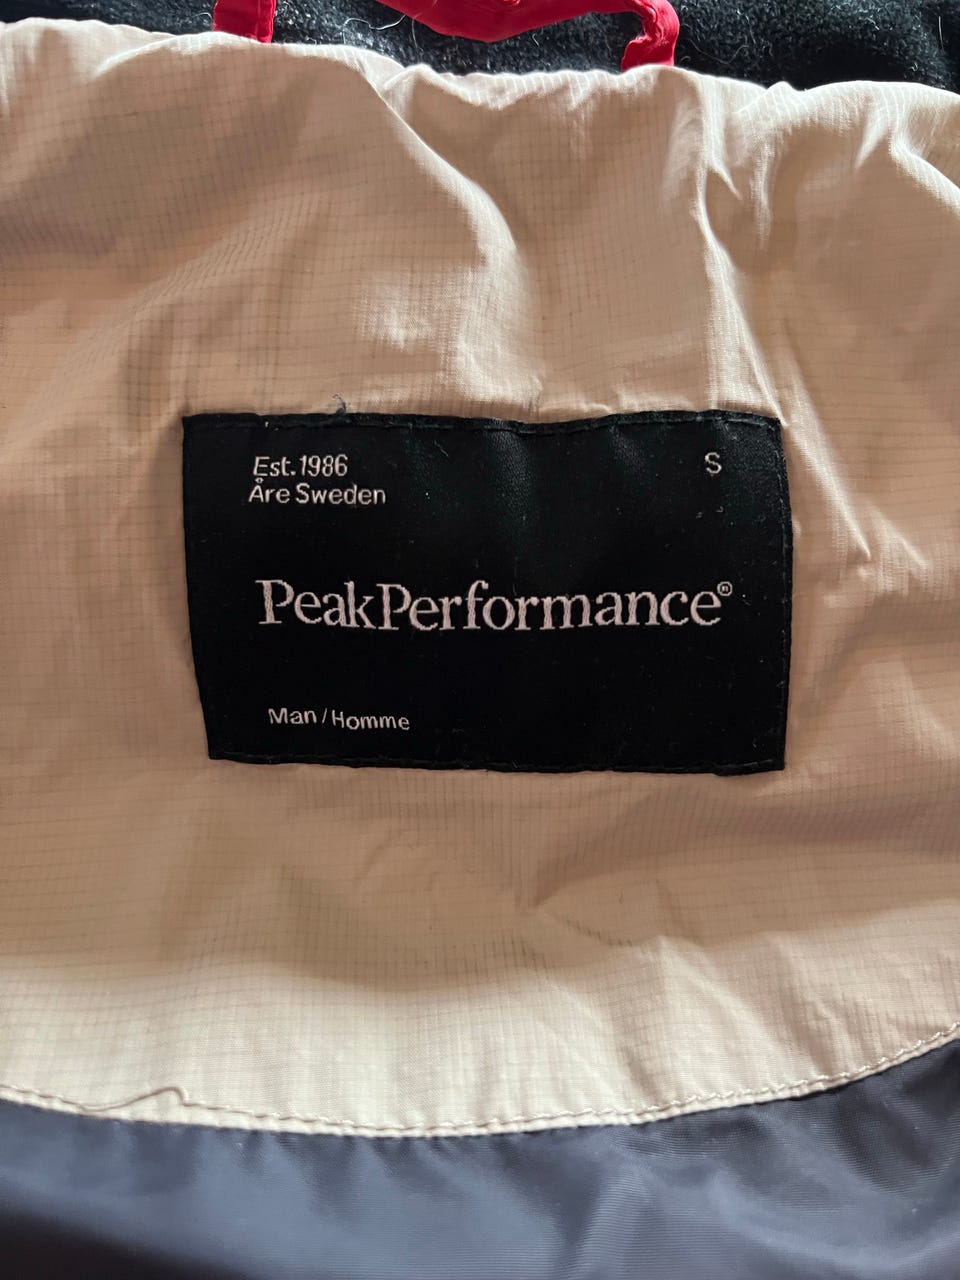 Est. 1986
S
Åre Sweden
PeakPerformance®
Man / Homme